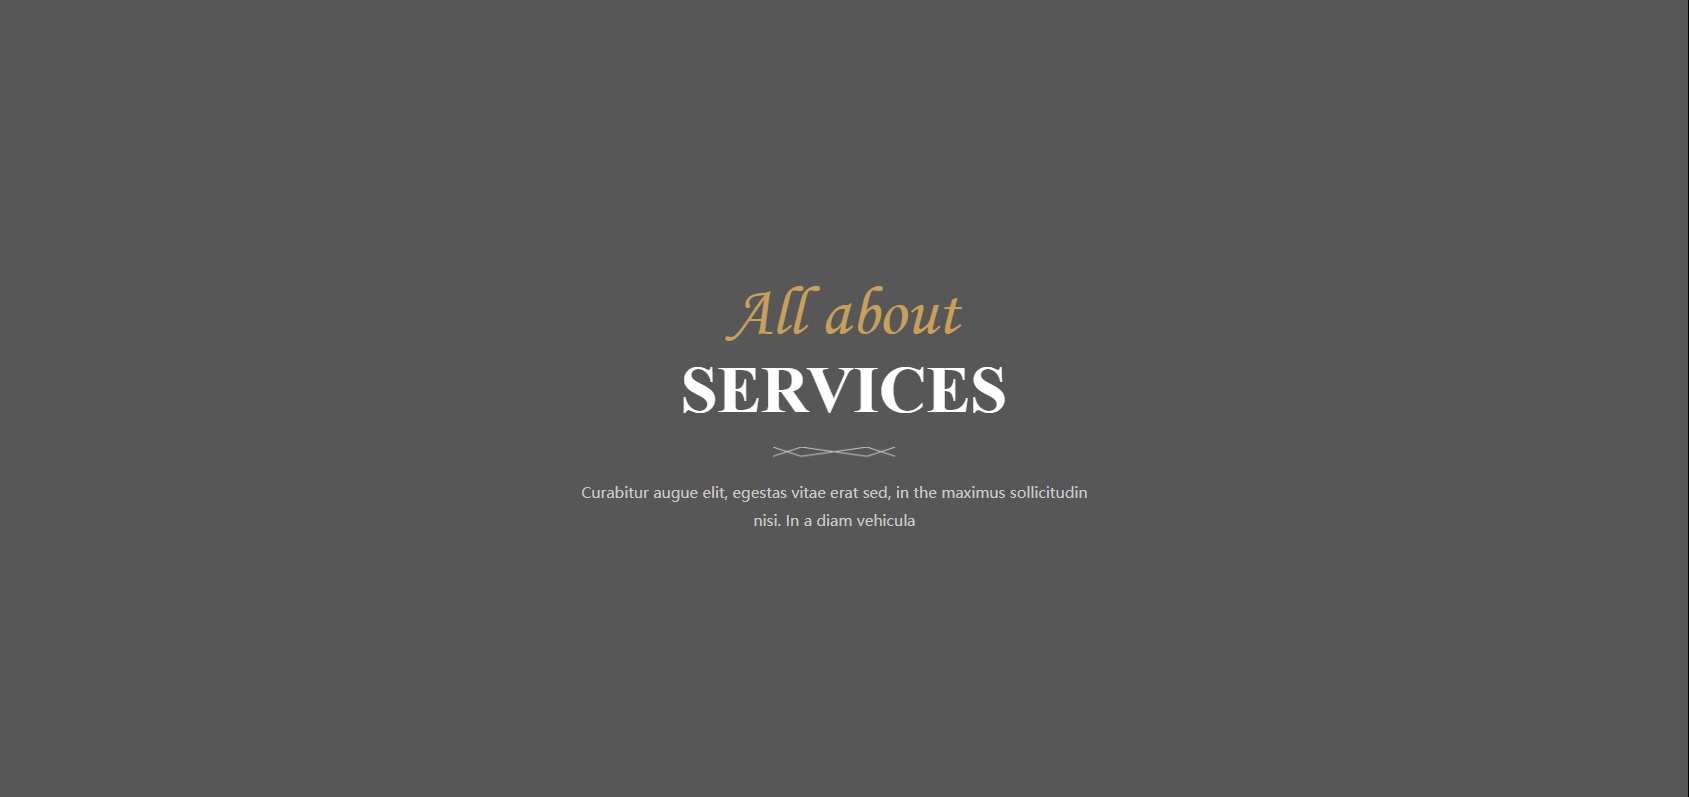 All about
SERVICES
Curabitur augue elit, egestas vitae erat sed, in the maximus sollicitudin
nisi. In a diam vehicula